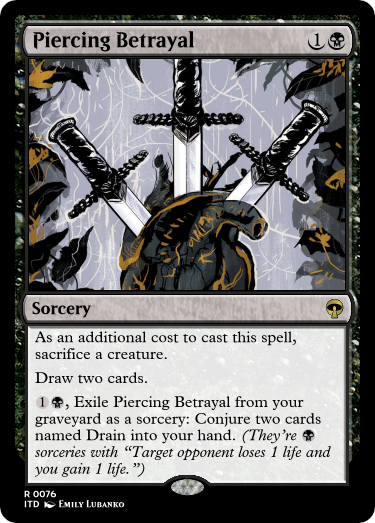 Piercing Betrayal 1
Sorcery
As an additional cost to cast this spell,
sacrifice a creature.
Draw two cards.
1 , Exile Piercing Betrayal from your
graveyard as a sorcery: Conjure two cards
named Drain into your hand. (They're
sorceries with “Target opponent loses 1 life and
you gain 1 life.”)
R 0076
ITD EMILY LUBANKO